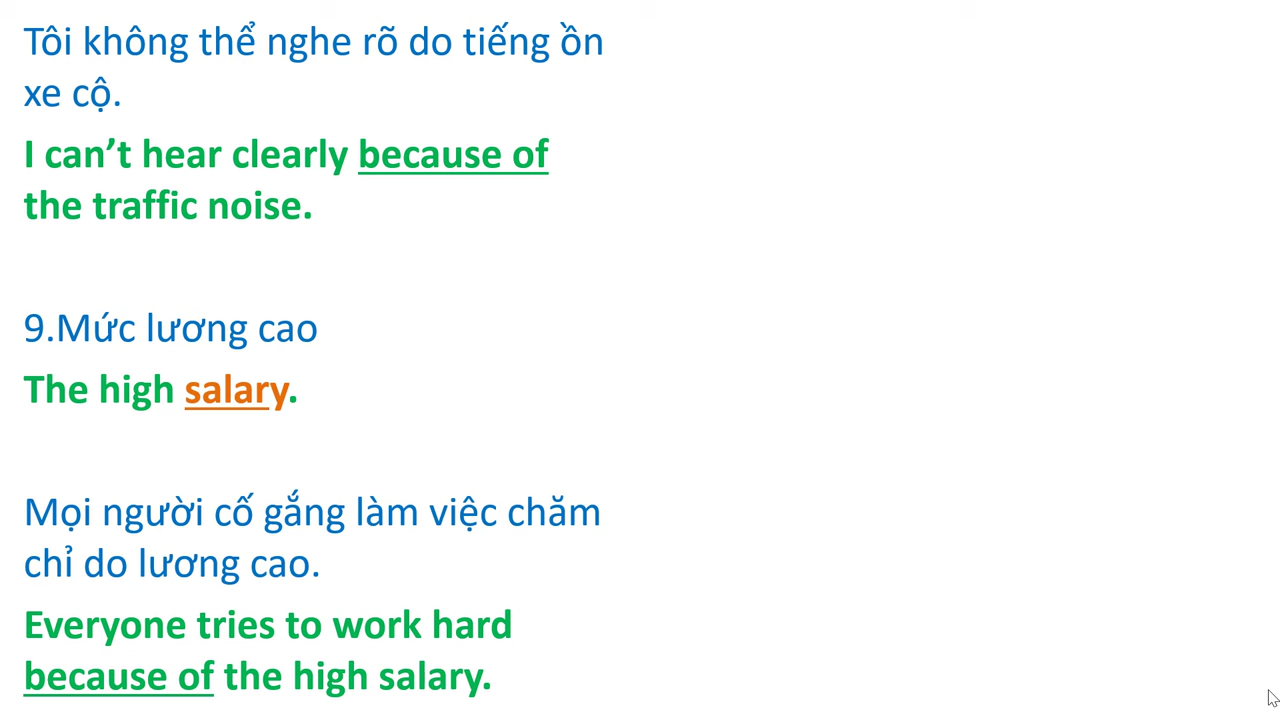 Tôi không thể nghe rõ do tiếng ồn
xe cộ.
I can’t hear clearly because of
the traffic noise.
9.Mức lương cao
The high salary.
Mọi người cố gắng làm việc chăm
chỉ do lương cao.
Everyone tries to work hard
because of the high salary.